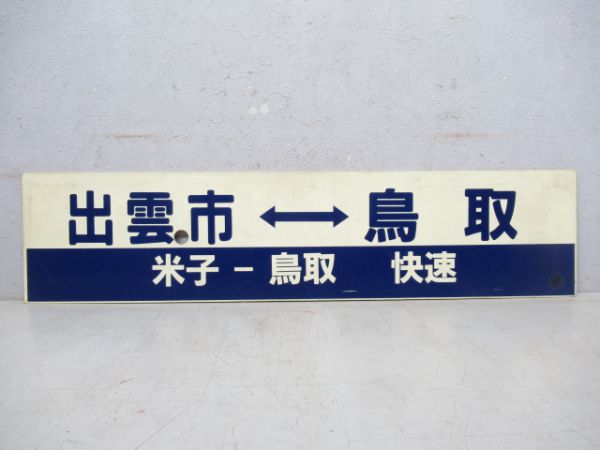 出雲市 ↔ 鳥取
米子 － 鳥取 快速